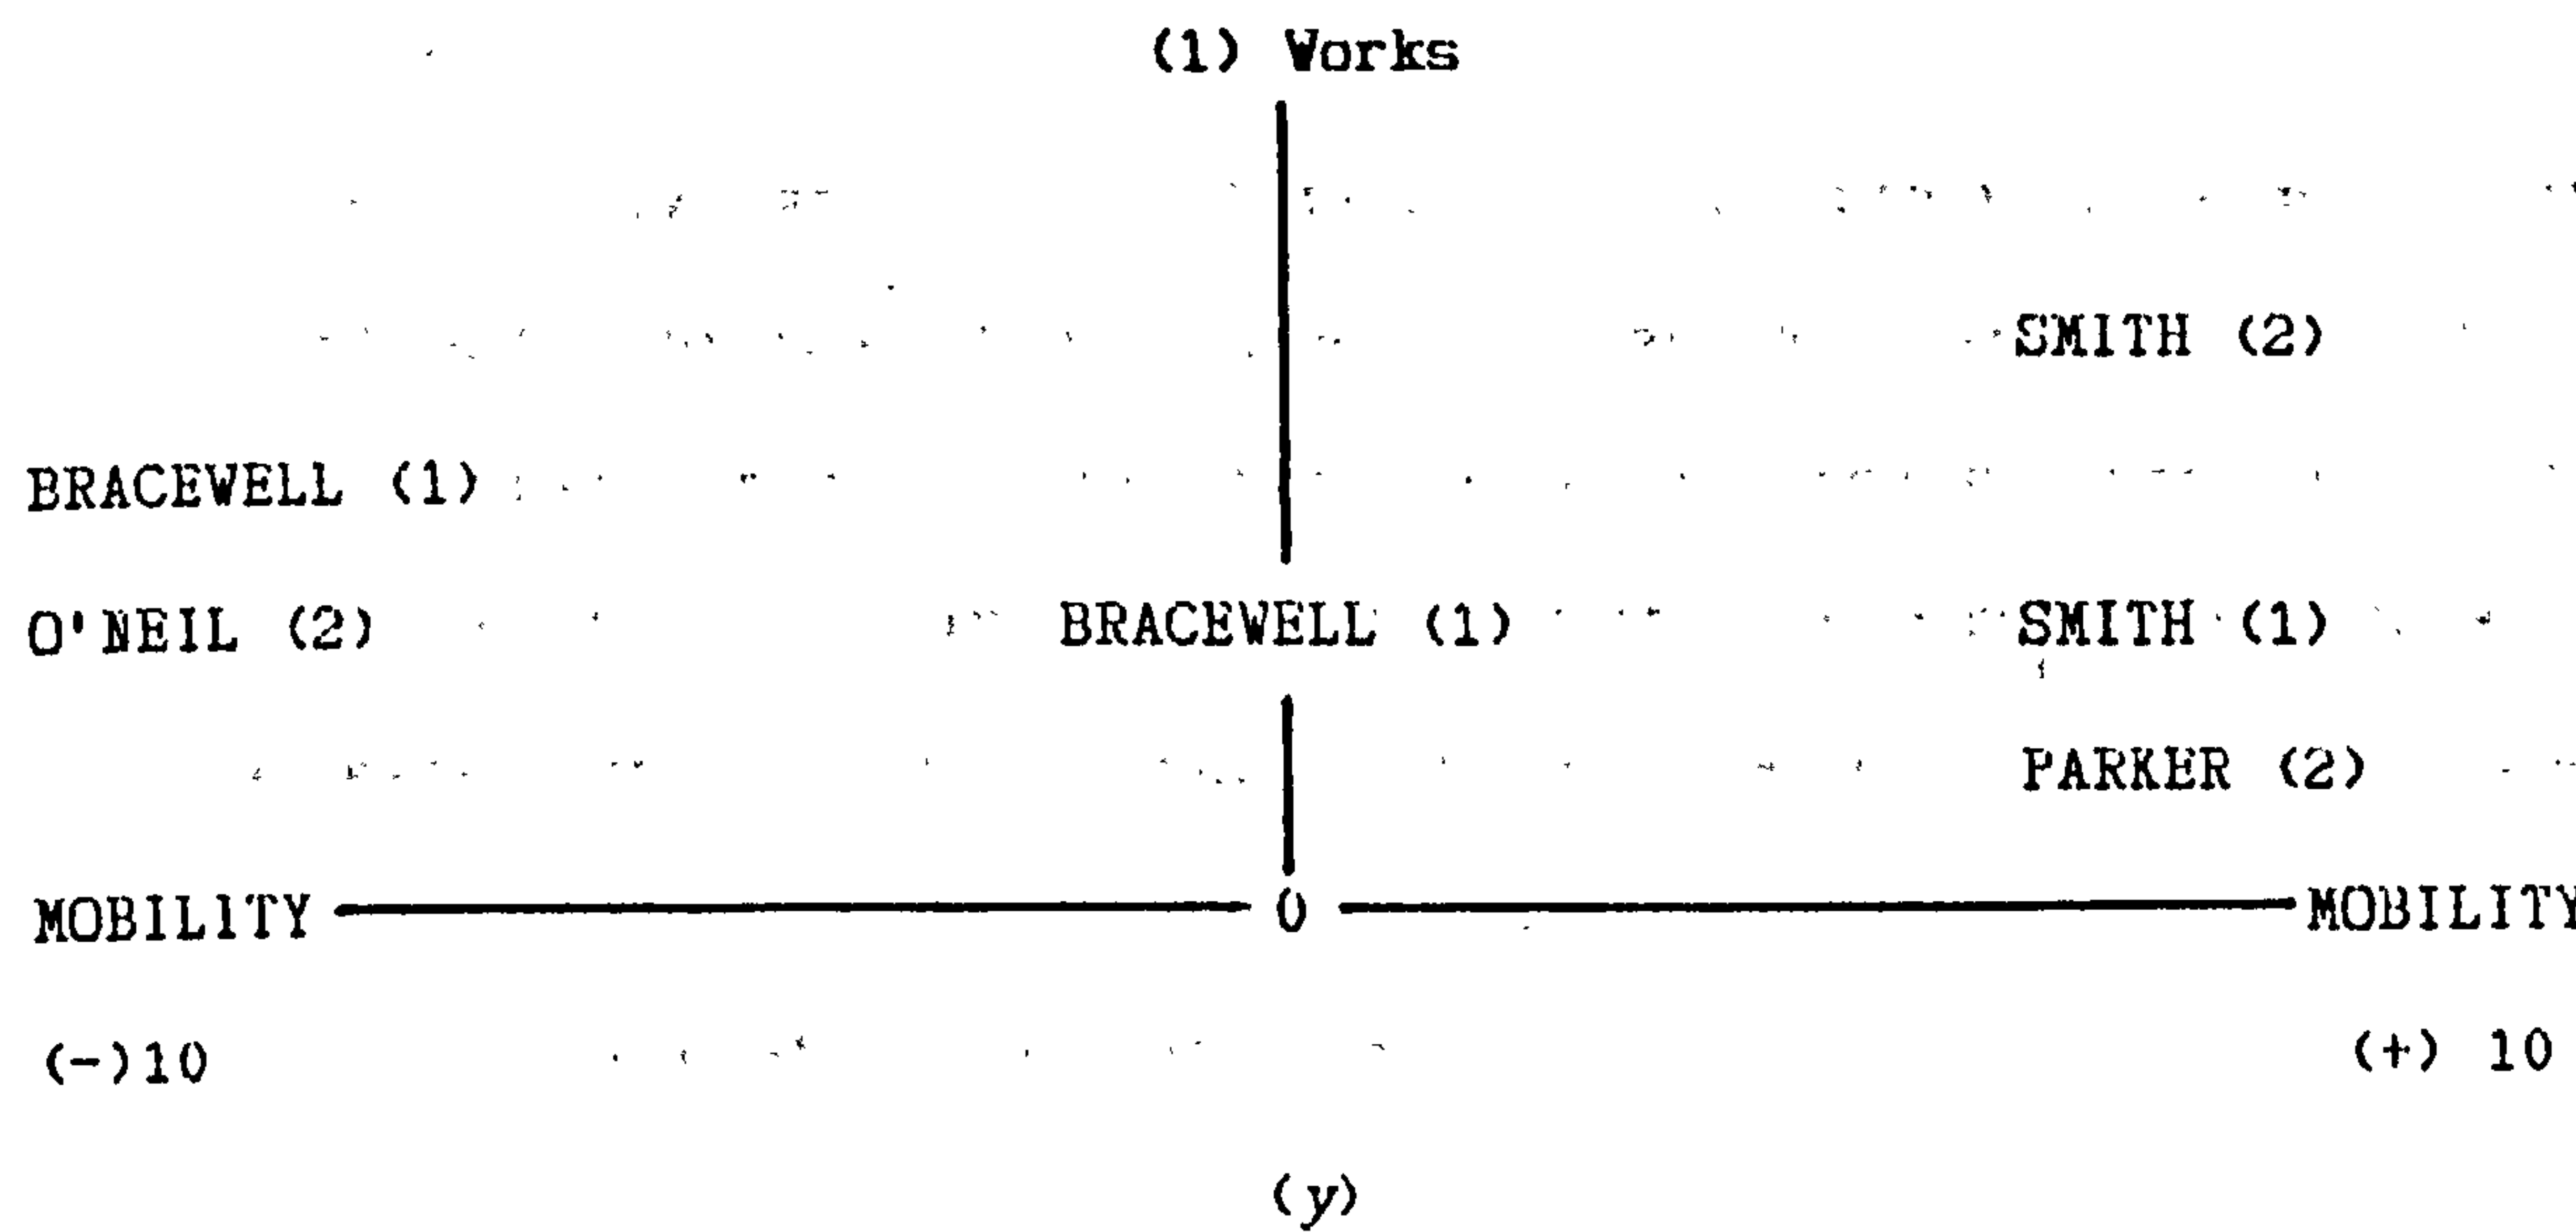 (1) Works
SMITH (2)
BRACEWELL (1)
O'NEIL (2) BRACEWELL (1) SMITH (1)
PARKER (2)
MOBILITY 0 MOBILITY
(-)10 (+) 10
(y)